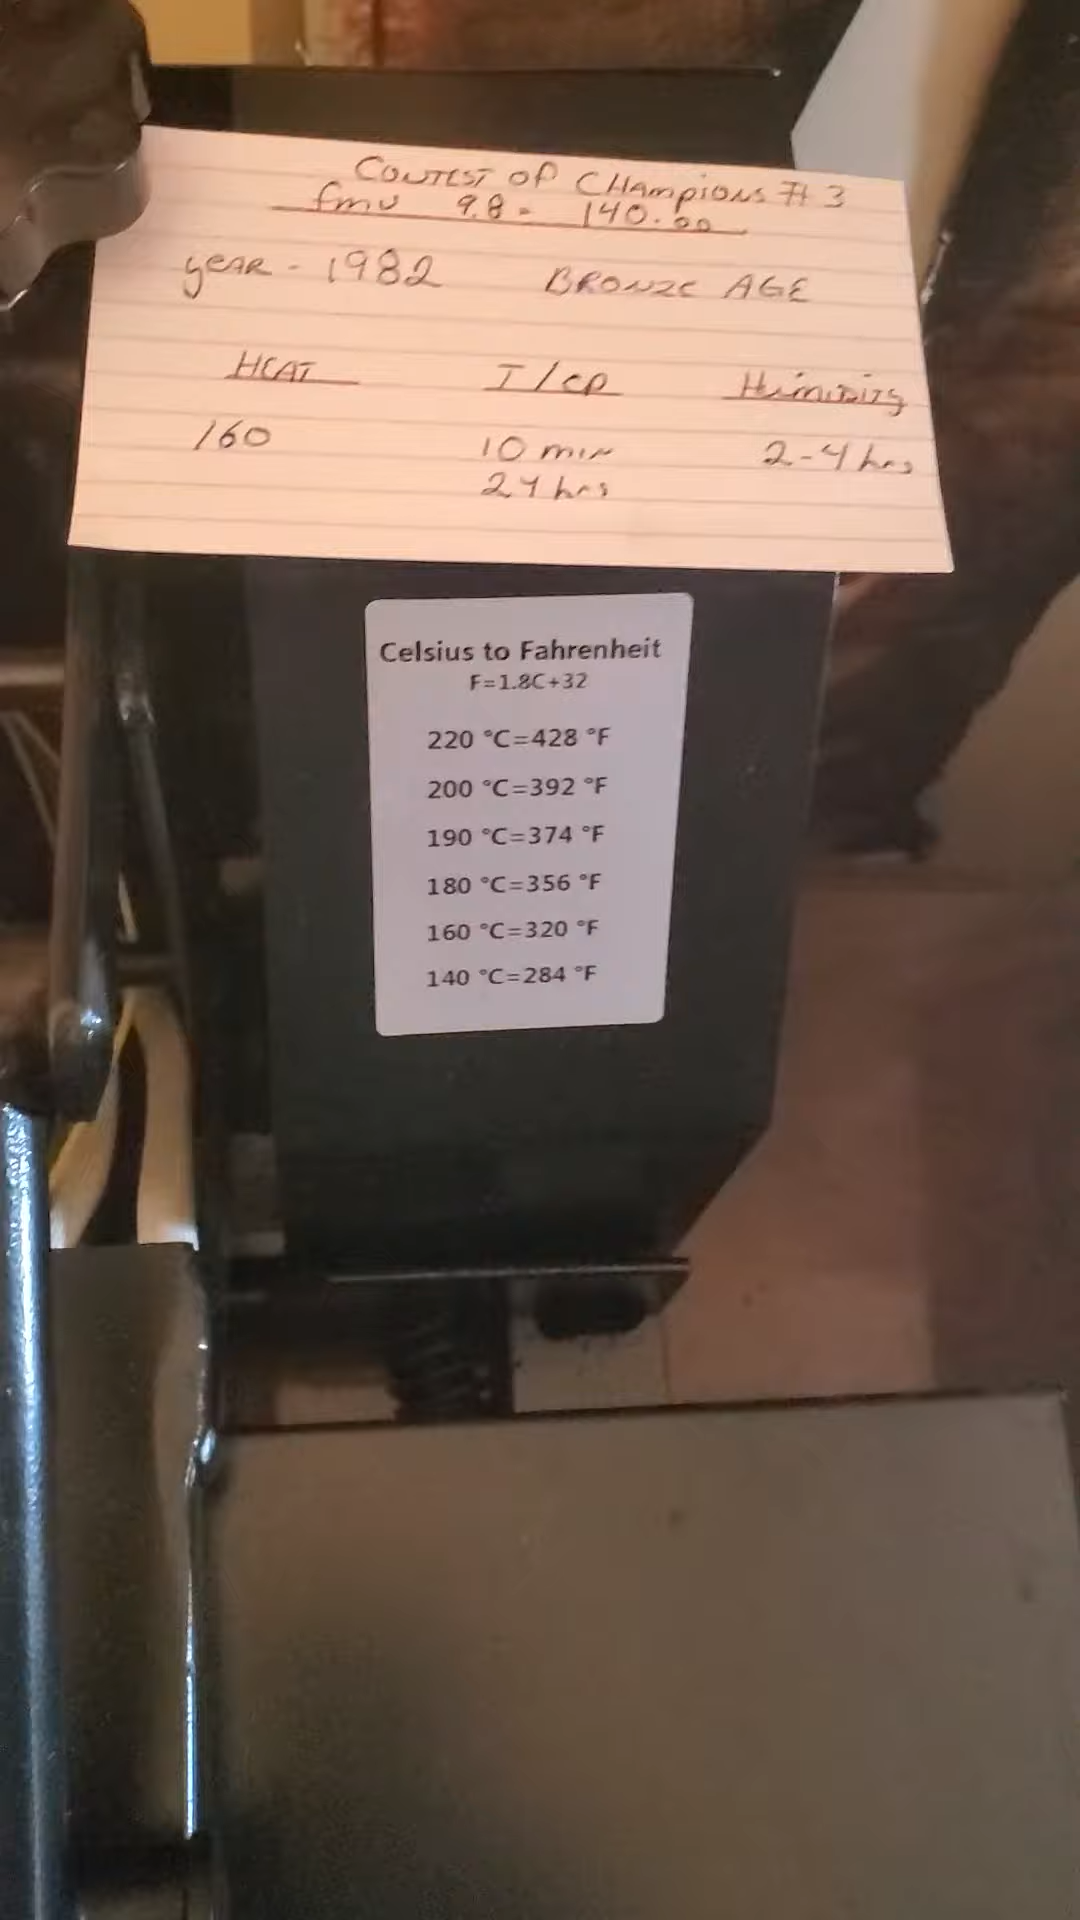 Contest of Champions # 3
fmv 9.8 - 140.00
year - 1982 Bronze Age
Heat I/CP Humidity
160 10 min 2-4 hrs
24 hrs
Celsius to Fahrenheit
F=1.8C+32
220 °C=428 °F
200 °C=392 °F
190 °C=374 °F
180 °C=356 °F
160 °C=320 °F
140 °C=284 °F